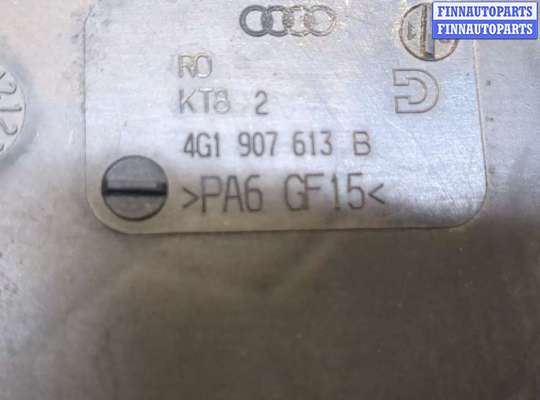 FINNAUTOPARTS
FINNAUTOPARTS
RO
KT8 2
4G1 907 613 B
>PA6 GF15<